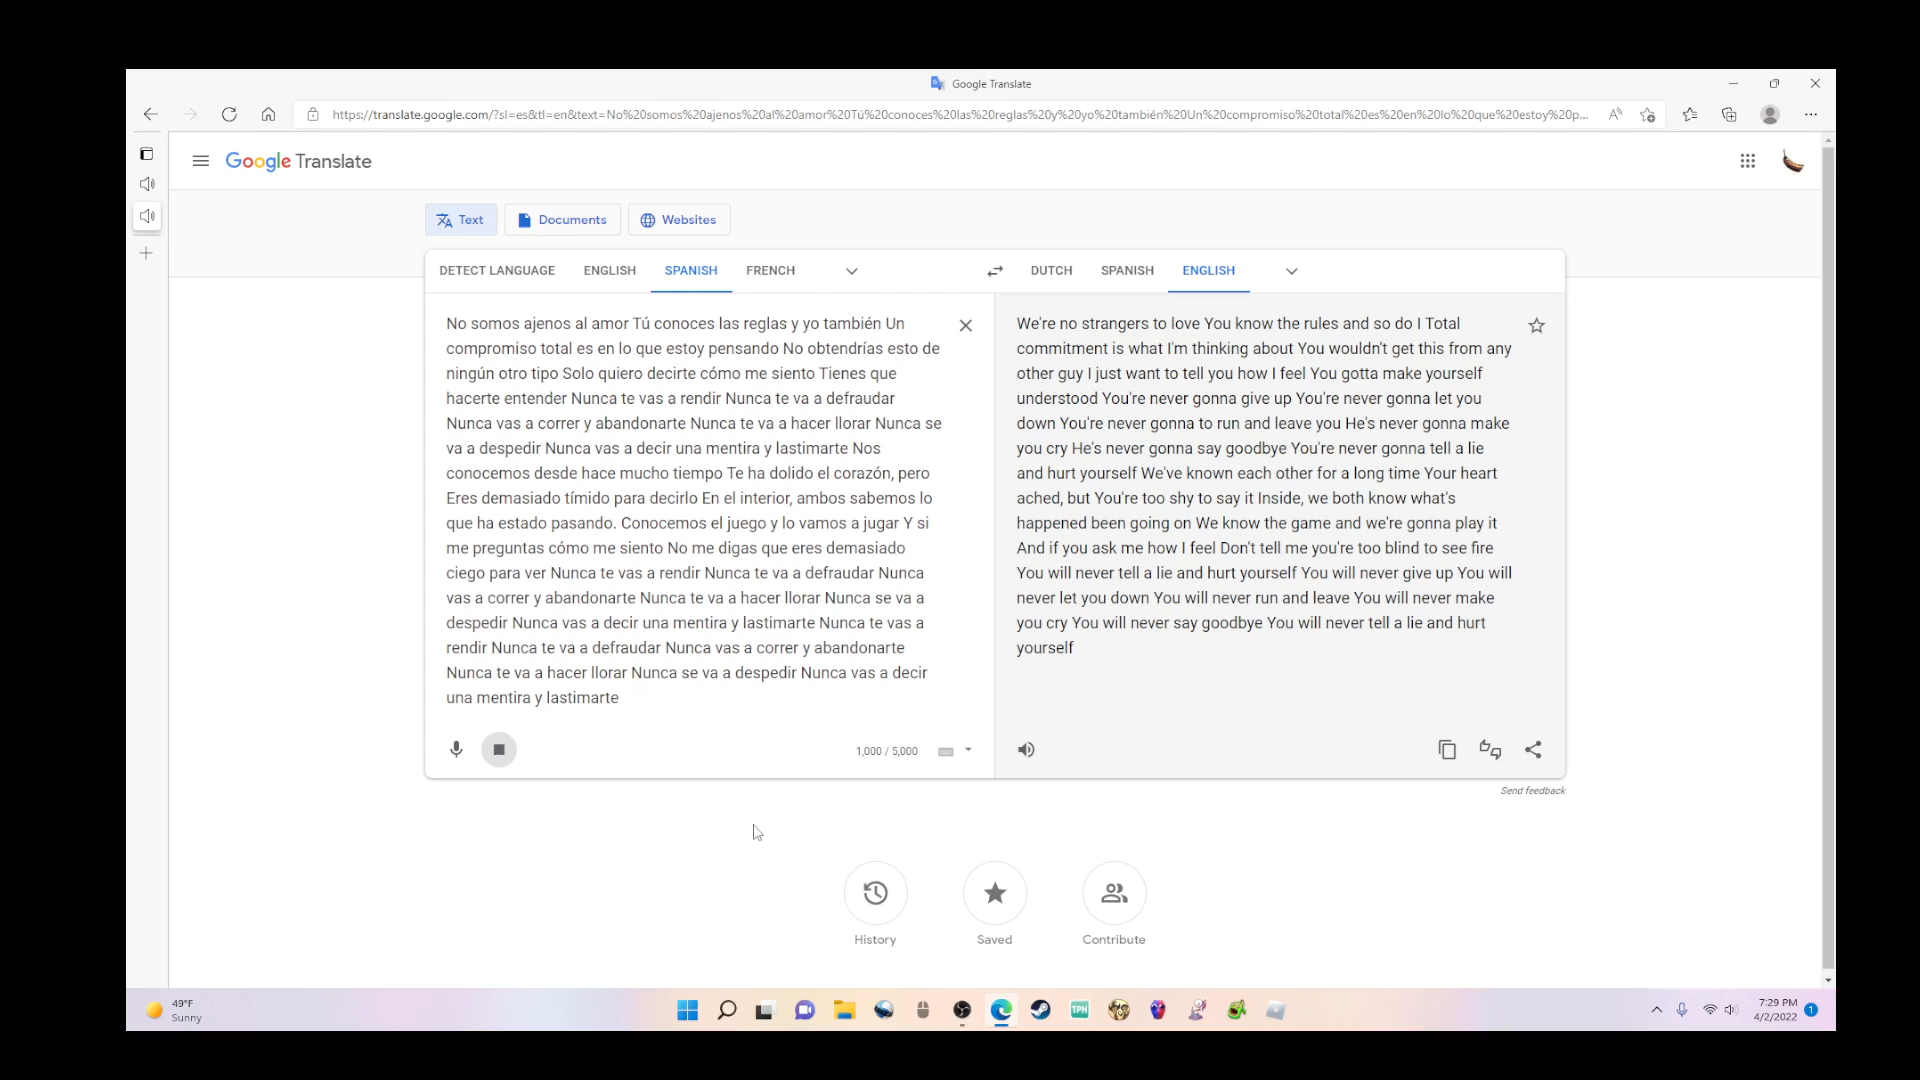 Google Translate
https://translate.google.com/?sl=es&tl=en&text=No%20somos%20ajenos%20al%20amor%20Tú%20conoces%20las%20reglas%20y%20yo%20también%20Un%20compromiso%20total%20es%20en%20lo%20que%20estoy%20p...
Google Translate
Text
Documents
Websites
DETECT LANGUAGE
ENGLISH
SPANISH
FRENCH
DUTCH
SPANISH
ENGLISH
No somos ajenos al amor Tú conoces las reglas y yo también Un
compromiso total es en lo que estoy pensando No obtendrías esto de
ningún otro tipo Solo quiero decirte cómo me siento Tienes que
hacerte entender Nunca te vas a rendir Nunca te va a defraudar
Nunca vas a correr y abandonarte Nunca te va a hacer llorar Nunca se
va a despedir Nunca vas a decir una mentira y lastimarte Nos
conocemos desde hace mucho tiempo Te ha dolido el corazón, pero
Eres demasiado tímido para decirlo En el interior, ambos sabemos lo
que ha estado pasando. Conocemos el juego y lo vamos a jugar Y si
me preguntas cómo me siento No me digas que eres demasiado
ciego para ver Nunca te vas a rendir Nunca te va a defraudar Nunca
vas a correr y abandonarte Nunca te va a hacer llorar Nunca se va a
despedir Nunca vas a decir una mentira y lastimarte Nunca te vas a
rendir Nunca te va a defraudar Nunca vas a correr y abandonarte
Nunca te va a hacer llorar Nunca se va a despedir Nunca vas a decir
una mentira y lastimarte
1,000 / 5,000
We're no strangers to love You know the rules and so do I Total
commitment is what I'm thinking about You wouldn't get this from any
other guy I just want to tell you how I feel You gotta make yourself
understood You're never gonna give up You're never gonna let you
down You're never gonna to run and leave you He's never gonna make
you cry He's never gonna say goodbye You're never gonna tell a lie
and hurt yourself We've known each other for a long time Your heart
ached, but You're too shy to say it Inside, we both know what's
happened been going on We know the game and we're gonna play it
And if you ask me how I feel Don't tell me you're too blind to see fire
You will never tell a lie and hurt yourself You will never give up You will
never let you down You will never run and leave You will never make
you cry You will never say goodbye You will never tell a lie and hurt
yourself
Send feedback
History
Saved
Contribute
49°F
Sunny
TPH
7:29 PM
4/2/2022
1